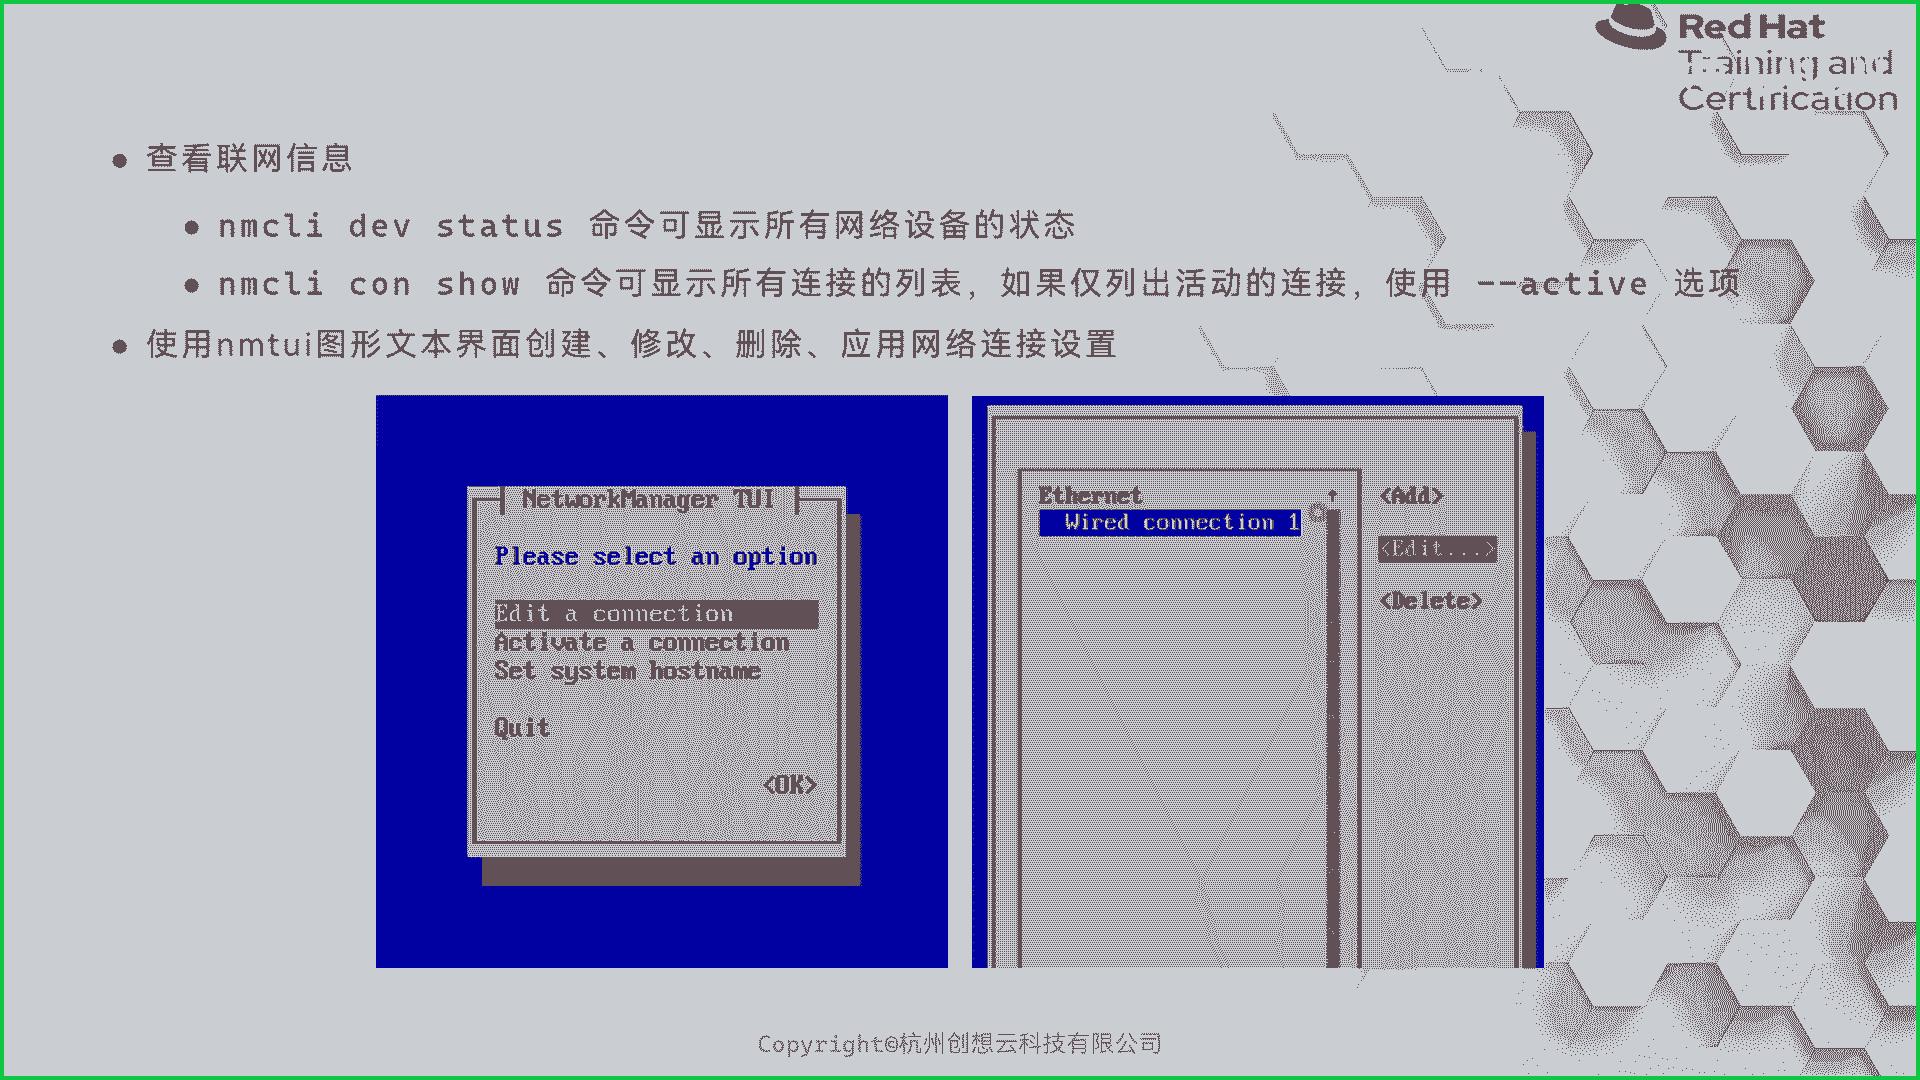 Red Hat
Training and
Certification
查看联网信息
nmcli dev status 命令可显示所有网络设备的状态
nmcli con show 命令可显示所有连接的列表，如果仅列出活动的连接，使用 --active 选项
使用nmtui图形文本界面创建、修改、删除、应用网络连接设置
NetworkManager TUI
Please select an option
Edit a connection
Activate a connection
Set system hostname
Quit
<OK>
Ethernet ↑
Wired connection 1
<Add>
<Edit...>
<Delete>
Copyright©杭州创想云科技有限公司